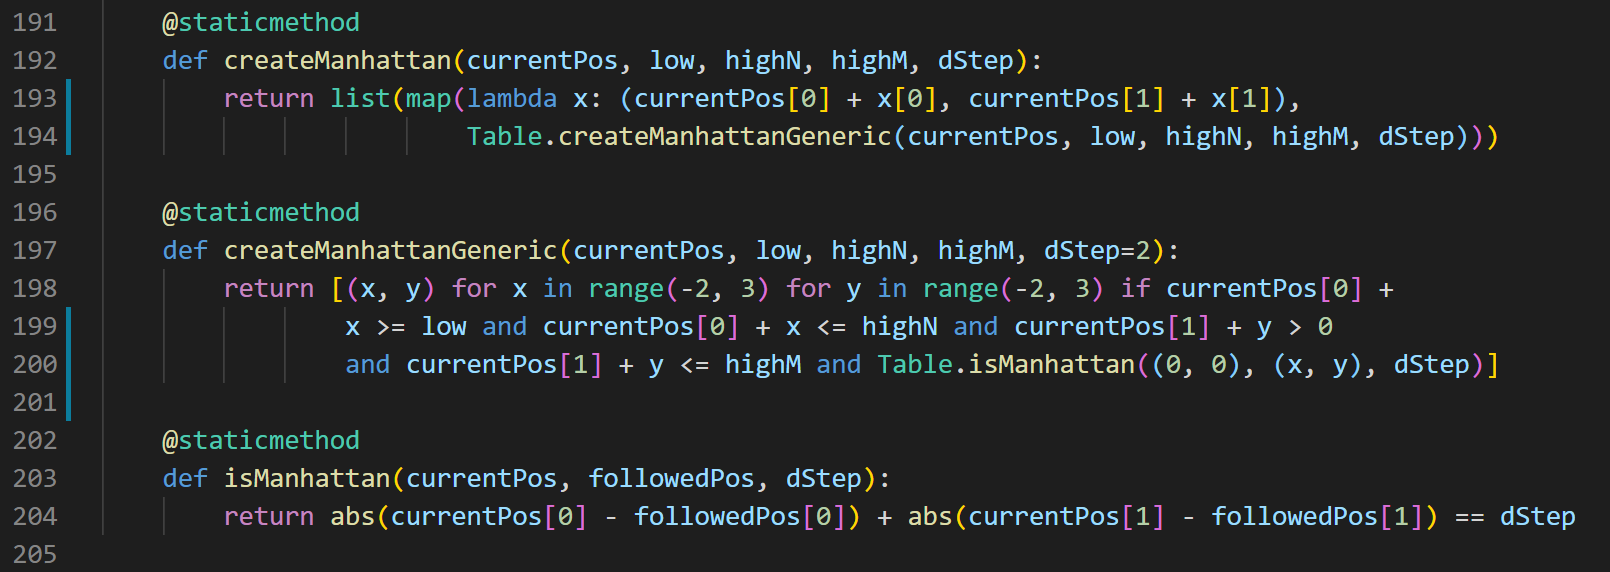 191 @staticmethod
192 def createManhattan(currentPos, low, highN, highM, dStep):
193 return list(map(lambda x: (currentPos[0] + x[0], currentPos[1] + x[1]),
194 Table.createManhattanGeneric(currentPos, low, highN, highM, dStep)))
195
196 @staticmethod
197 def createManhattanGeneric(currentPos, low, highN, highM, dStep=2):
198 return [(x, y) for x in range(-2, 3) for y in range(-2, 3) if currentPos[0] +
199 x >= low and currentPos[0] + x <= highN and currentPos[1] + y > 0
200 and currentPos[1] + y <= highM and Table.isManhattan((0, 0), (x, y), dStep)]
201
202 @staticmethod
203 def isManhattan(currentPos, followedPos, dStep):
204 return abs(currentPos[0] - followedPos[0]) + abs(currentPos[1] - followedPos[1]) == dStep
205